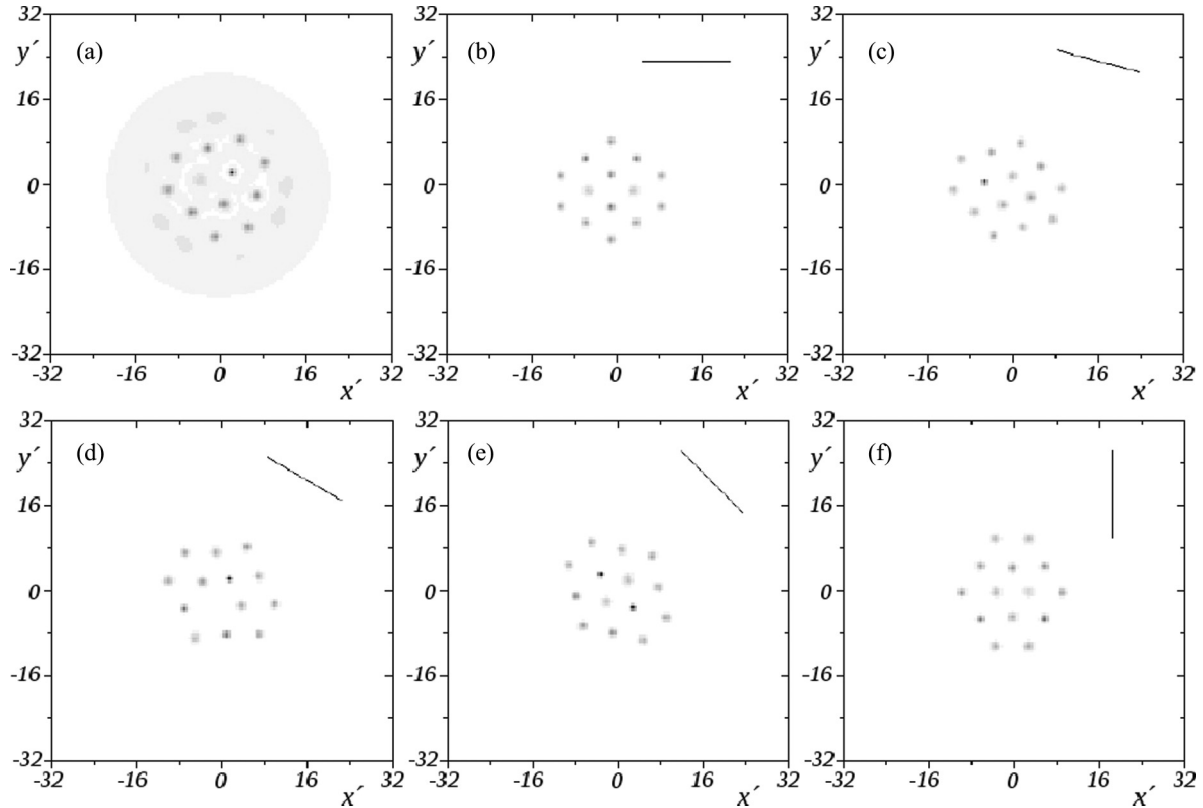 32 32 32
y´ (a) y´ (b) y´ (c)
16 16 16
0 0 0
-16 -16 -16
-32 -32 -32
-32 -16 0 16 32 -32 -16 0 16 32 -32 -16 0 16 32
x´ x´ x´
32 32 32
y´ (d) y´ (e) y´ (f)
16 16 16
0 0 0
-16 -16 -16
-32 -32 -32
-32 -16 0 16 32 -32 -16 0 16 32 -32 -16 0 16 32
x´ x´ x´